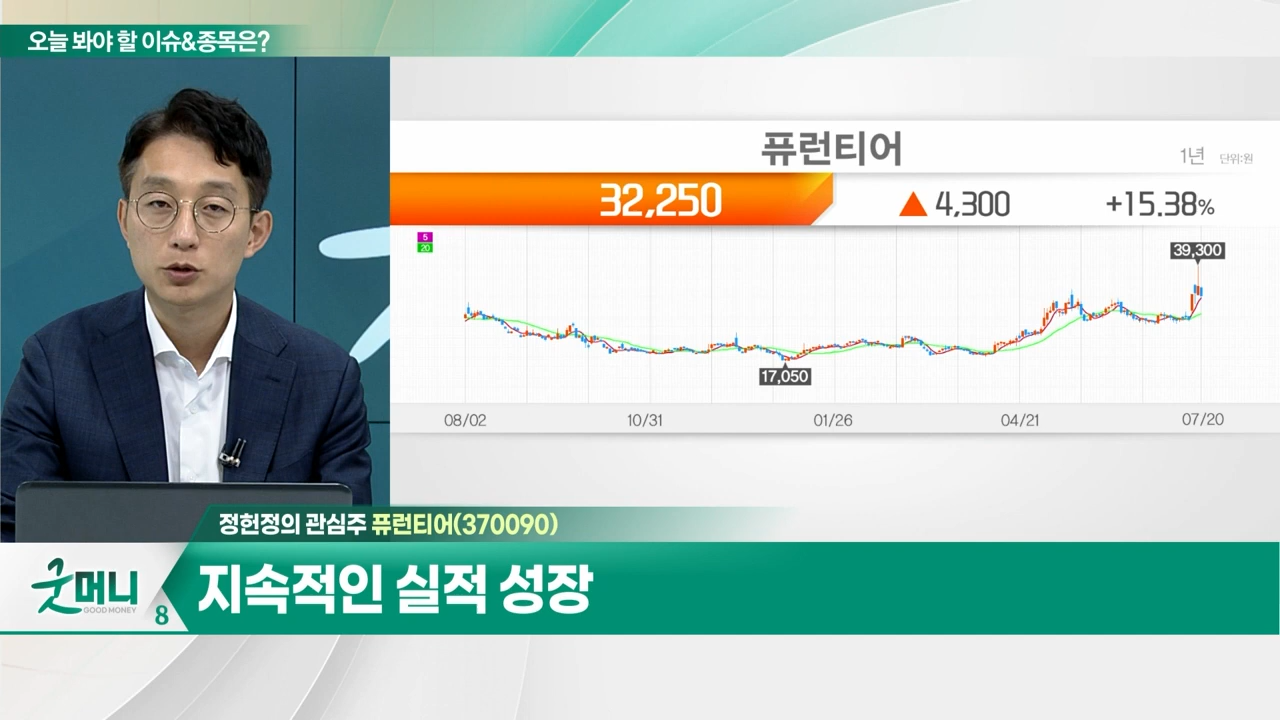 오늘 봐야 할 이슈&종목은?
퓨런티어
1년 단위:원
32,250 ▲ 4,300 +15.38%
5
20
39,300
17,050
08/02 10/31 01/26 04/21 07/20
정헌정의 관심주 퓨런티어(370090)
지속적인 실적 성장
굿머니
GOOD MONEY
8